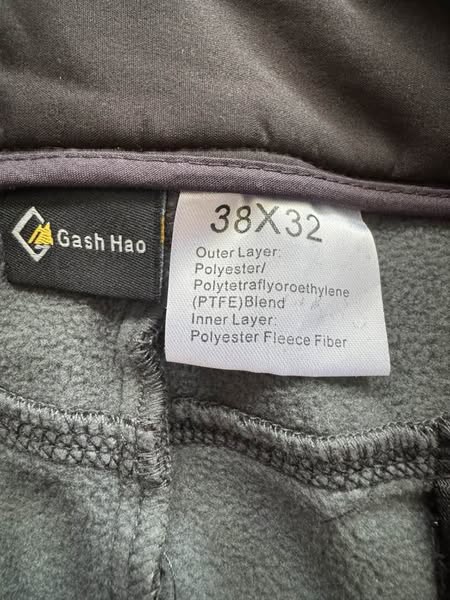 Gash Hao
38X32
Outer Layer:
Polyester/
Polytetraflyoroethylene
(PTFE)Blend
Inner Layer:
Polyester Fleece Fiber